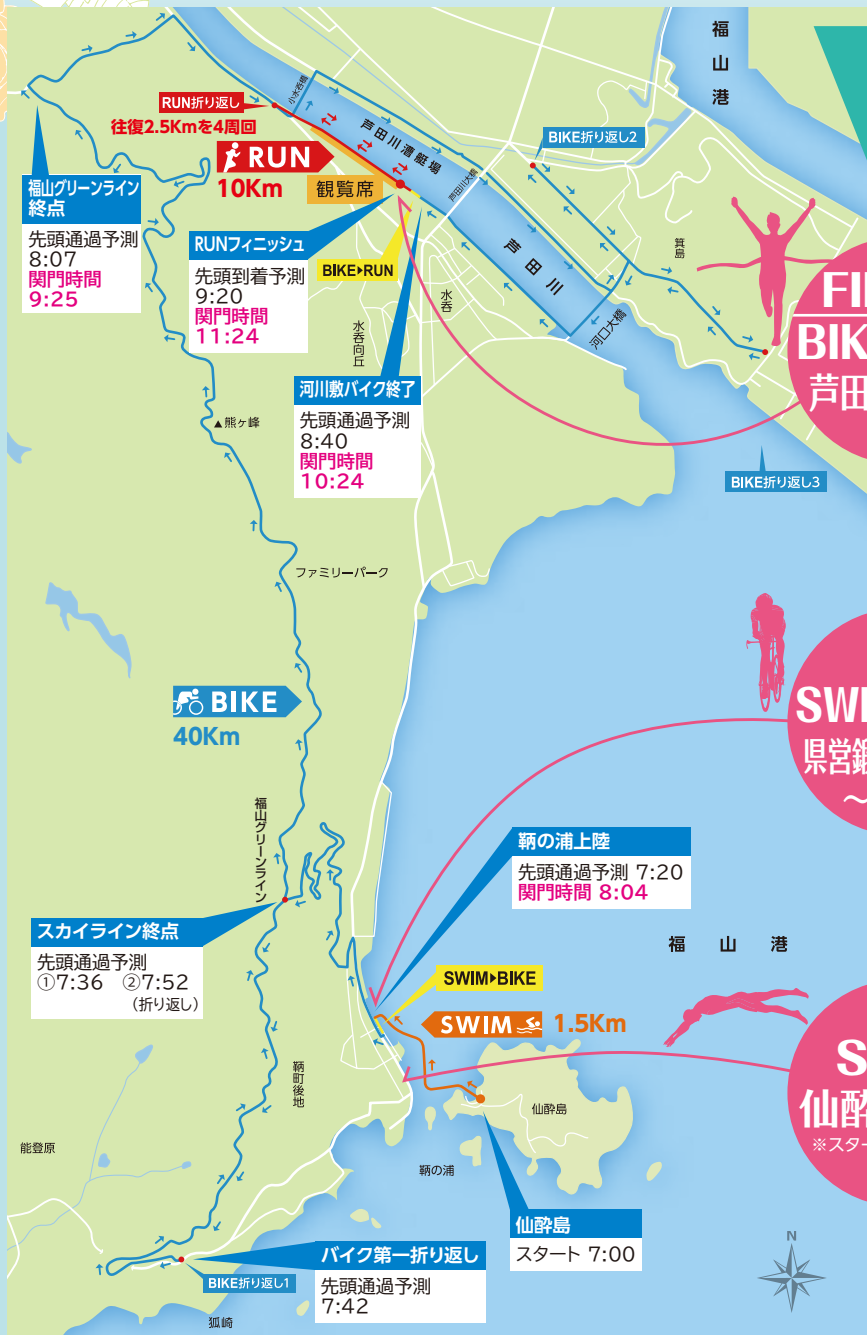 福山港
小水呑橋
RUN折り返し
往復2.5Kmを4周回
RUN
10Km
観覧席
芦田川漕艇場
BIKE折り返し2
福山グリーンライン
終点
先頭通過予測
8:07
関門時間
9:25
芦田川大橋
RUNフィニッシュ
先頭到着予測
9:20
関門時間
11:24
BIKE▶RUN
芦田川
箕島
水呑
水呑向丘
河口大橋
FI
BIK
芦田
河川敷バイク終了
先頭通過予測
8:40
関門時間
10:24
▲熊ヶ峰
BIKE折り返し3
ファミリーパーク
BIKE
40Km
SW
県営
～
福山グリーンライン
鞆の浦上陸
先頭通過予測 7:20
関門時間 8:04
スカイライン終点
先頭通過予測
①7:36 ②7:52
(折り返し)
福山港
SWIM▶BIKE
SWIM 1.5Km
S
仙酔
※スター
鞆町後地
仙酔島
能登原
鞆の浦
仙酔島
スタート 7:00
バイク第一折り返し
先頭通過予測
7:42
BIKE折り返し1
狐崎
N